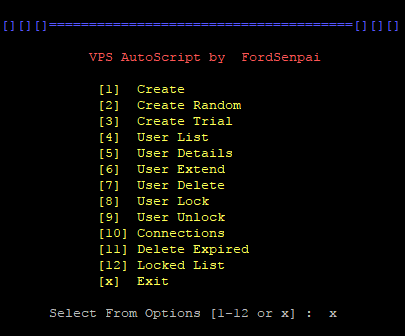 [][][]======================================[][][]
VPS AutoScript by  FordSenpai
[1]  Create
[2]  Create Random
[3]  Create Trial
[4]  User List
[5]  User Details
[6]  User Extend
[7]  User Delete
[8]  User Lock
[9]  User Unlock
[10] Connections
[11] Delete Expired
[12] Locked List
[x]  Exit
Select From Options [1-12 or x] :  x